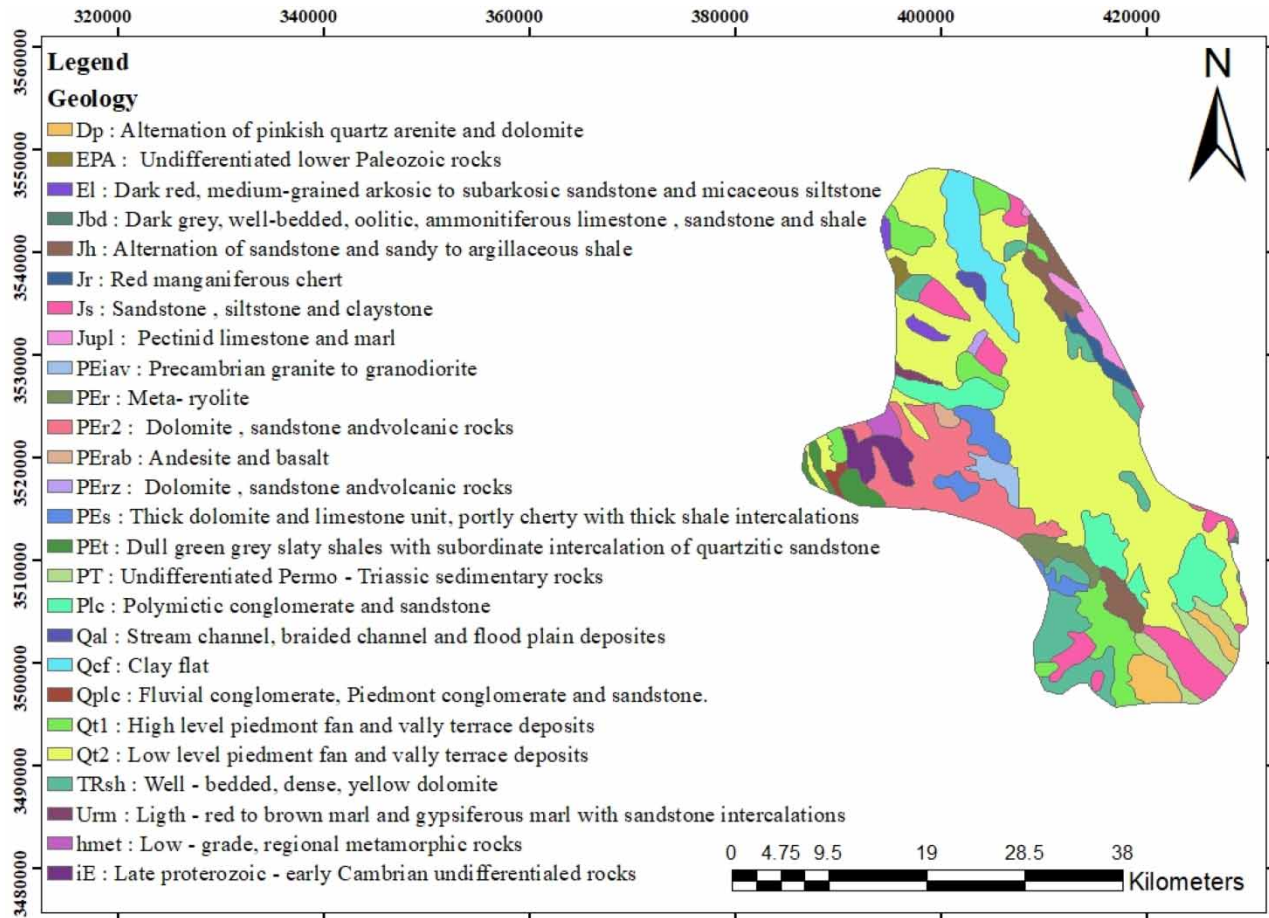 320000 340000 360000 380000 400000 420000
3560000
3550000
3540000
3530000
3520000
3510000
3500000
3490000
3480000
Legend
Geology
Dp : Alternation of pinkish quartz arenite and dolomite
EPA : Undifferentiated lower Paleozoic rocks
El : Dark red, medium-grained arkosic to subarkosic sandstone and micaceous siltstone
Jbd : Dark grey, well-bedded, oolitic, ammonitiferous limestone , sandstone and shale
Jh : Alternation of sandstone and sandy to argillaceous shale
Jr : Red manganiferous chert
Js : Sandstone , siltstone and claystone
Jupl : Pectinid limestone and marl
PEiav : Precambrian granite to granodiorite
PEr : Meta- ryolite
PEr2 : Dolomite , sandstone andvolcanic rocks
PErab : Andesite and basalt
PErz : Dolomite , sandstone andvolcanic rocks
PEs : Thick dolomite and limestone unit, portly cherty with thick shale intercalations
PEt : Dull green grey slaty shales with subordinate intercalation of quartzitic sandstone
PT : Undifferentiated Permo - Triassic sedimentary rocks
Plc : Polymictic conglomerate and sandstone
Qal : Stream channel, braided channel and flood plain deposites
Qcf : Clay flat
Qplc : Fluvial conglomerate, Piedmont conglomerate and sandstone.
Qt1 : High level piedmont fan and vally terrace deposits
Qt2 : Low level piedment fan and vally terrace deposits
TRsh : Well - bedded, dense, yellow dolomite
Urm : Ligth - red to brown marl and gypsiferous marl with sandstone intercalations
hmet : Low - grade, regional metamorphic rocks
iE : Late proterozoic - early Cambrian undifferentialed rocks
N
0 4.75 9.5 19 28.5 38
Kilometers